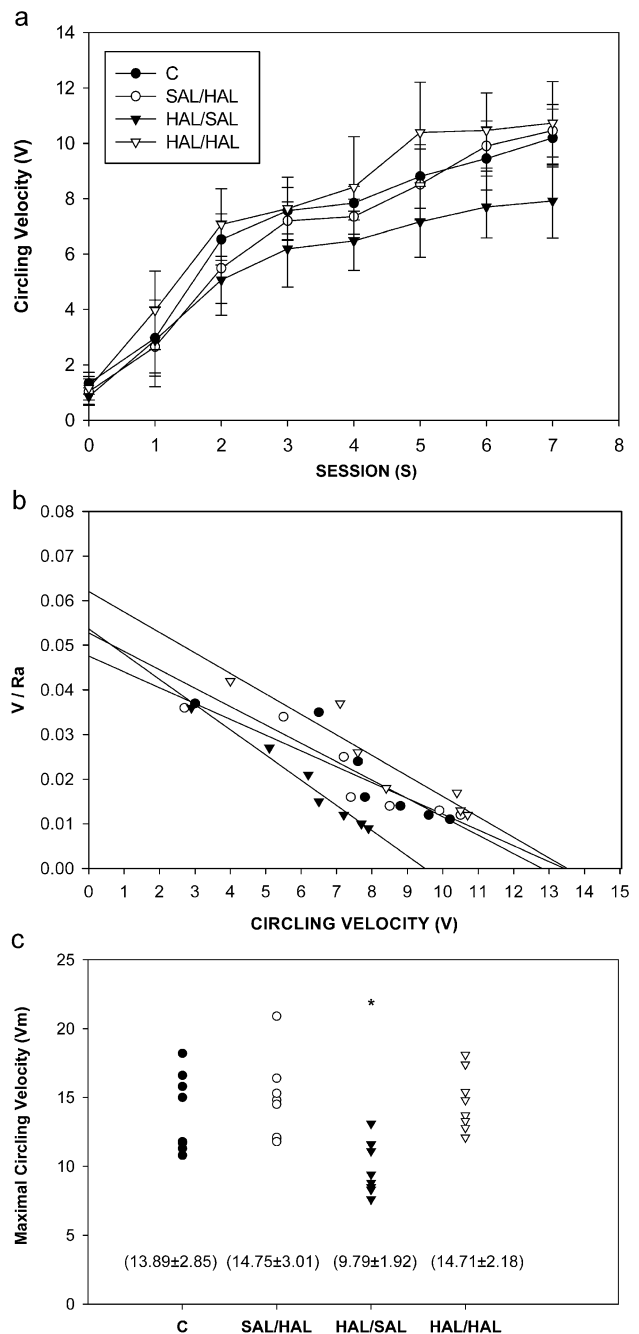 a
14
12
10
8
6
4
2
0
Circling Velocity (V)
C
SAL/HAL
HAL/SAL
HAL/HAL
0 1 2 3 4 5 6 7 8
SESSION (S)
b
0.08
0.07
0.06
0.05
0.04
0.03
0.02
0.01
0.00
V / Ra
0 1 2 3 4 5 6 7 8 9 10 11 12 13 14 15
CIRCLING VELOCITY (V)
c
25
20
15
10
5
0
Maximal Circling Velocity (Vm)
*
(13.89±2.85) (14.75±3.01) (9.79±1.92) (14.71±2.18)
C SAL/HAL HAL/SAL HAL/HAL